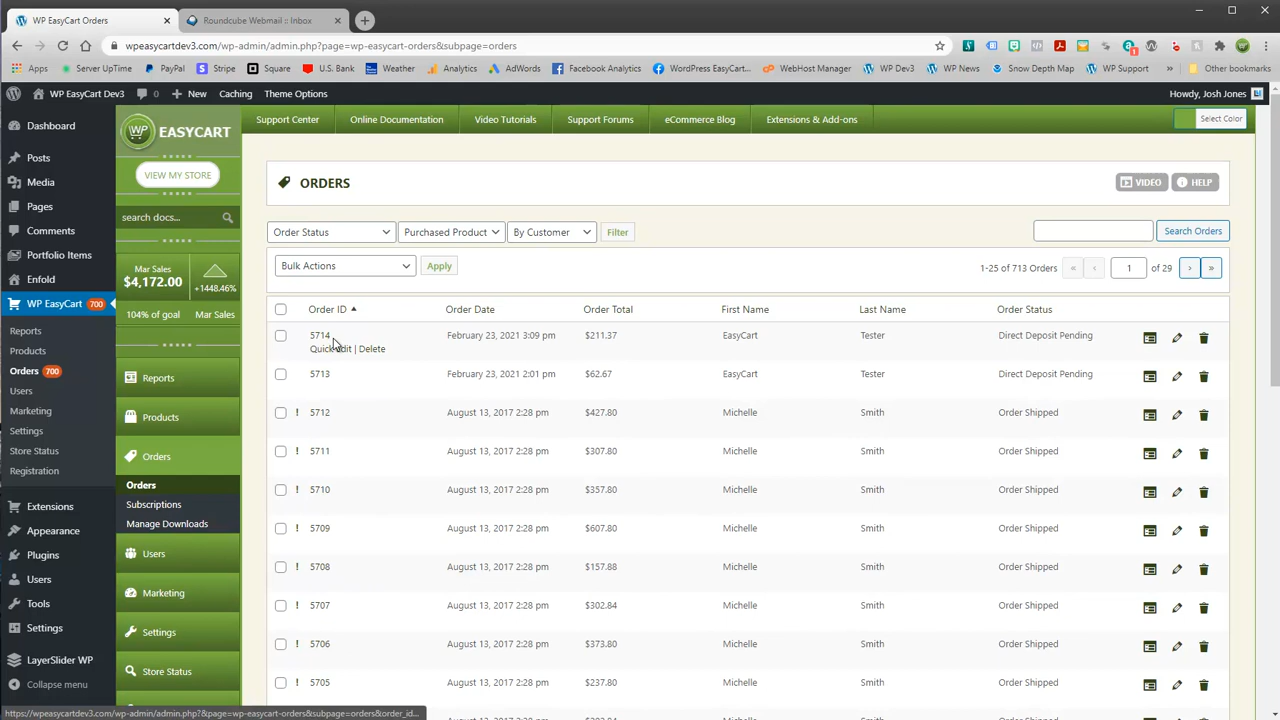 WP EasyCart Orders
Roundcube Webmail :: Inbox
wpeasycartdev3.com/wp-admin/admin.php?page=wp-easycart-orders&subpage=orders
Apps Server UpTime PayPal Stripe Square U.S. Bank Weather Analytics AdWords Facebook Analytics WordPress EasyCart... WebHost Manager WP Dev3 WP News Snow Depth Map WP Support » Other bookmarks
WP EasyCart Dev3 0 New Caching Theme Options Howdy, Josh Jones
Dashboard
Posts
Media
Pages
Comments
Portfolio Items
Enfold
WP EasyCart 700
Reports
Products
Orders 700
Users
Marketing
Settings
Store Status
Registration
Extensions
Appearance
Plugins
Users
Tools
Settings
LayerSlider WP
Collapse menu
WP EASYCART
VIEW MY STORE
search docs...
Mar Sales
$4,172.00
+1448.46%
104% of goal Mar Sales
Reports
Products
Orders
Orders
Subscriptions
Manage Downloads
Users
Marketing
Settings
Store Status
Support Center Online Documentation Video Tutorials Support Forums eCommerce Blog Extensions & Add-ons Select Color
ORDERS VIDEO HELP
Order Status Purchased Product By Customer Filter Search Orders
Bulk Actions Apply 1-25 of 713 Orders « ‹ 1 of 29 › »
Order ID Order Date Order Total First Name Last Name Order Status
5714 February 23, 2021 3:09 pm $211.37 EasyCart Tester Direct Deposit Pending
Quick Edit | Delete
5713 February 23, 2021 2:01 pm $62.67 EasyCart Tester Direct Deposit Pending
! 5712 August 13, 2017 2:28 pm $427.80 Michelle Smith Order Shipped
! 5711 August 13, 2017 2:28 pm $307.80 Michelle Smith Order Shipped
! 5710 August 13, 2017 2:28 pm $357.80 Michelle Smith Order Shipped
! 5709 August 13, 2017 2:28 pm $607.80 Michelle Smith Order Shipped
! 5708 August 13, 2017 2:28 pm $157.88 Michelle Smith Order Shipped
! 5707 August 13, 2017 2:28 pm $302.84 Michelle Smith Order Shipped
! 5706 August 13, 2017 2:28 pm $373.80 Michelle Smith Order Shipped
! 5705 August 13, 2017 2:28 pm $237.80 Michelle Smith Order Shipped
https://wpeasycartdev3.com/wp-admin/admin.php?&page=wp-easycart-orders&subpage=orders&order_id...